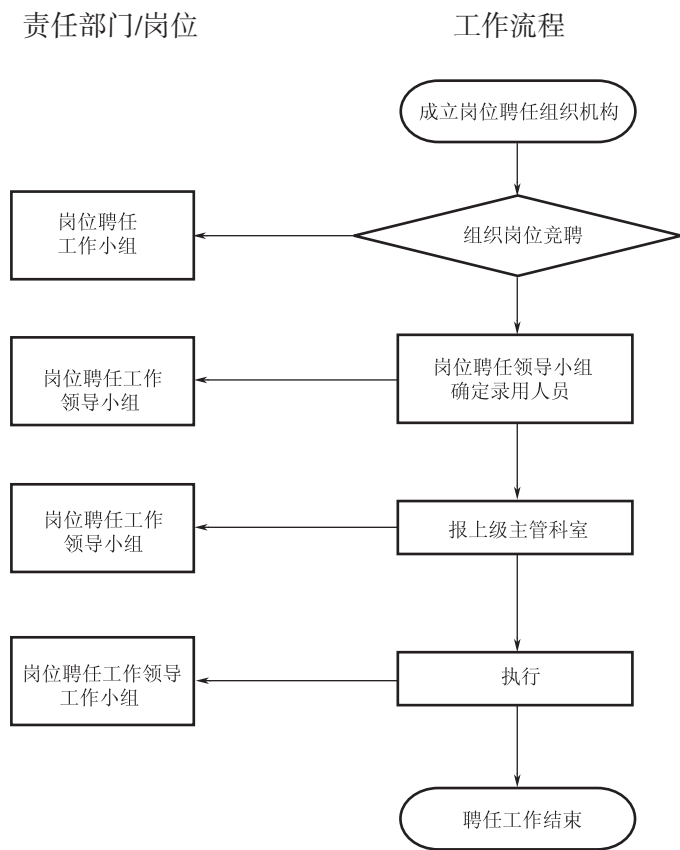 责任部门/岗位
工作流程
成立岗位聘任组织机构
岗位聘任
工作小组
组织岗位竞聘
岗位聘任工作
领导小组
岗位聘任领导小组
确定录用人员
岗位聘任工作
领导小组
报上级主管科室
岗位聘任工作领导
工作小组
执行
聘任工作结束